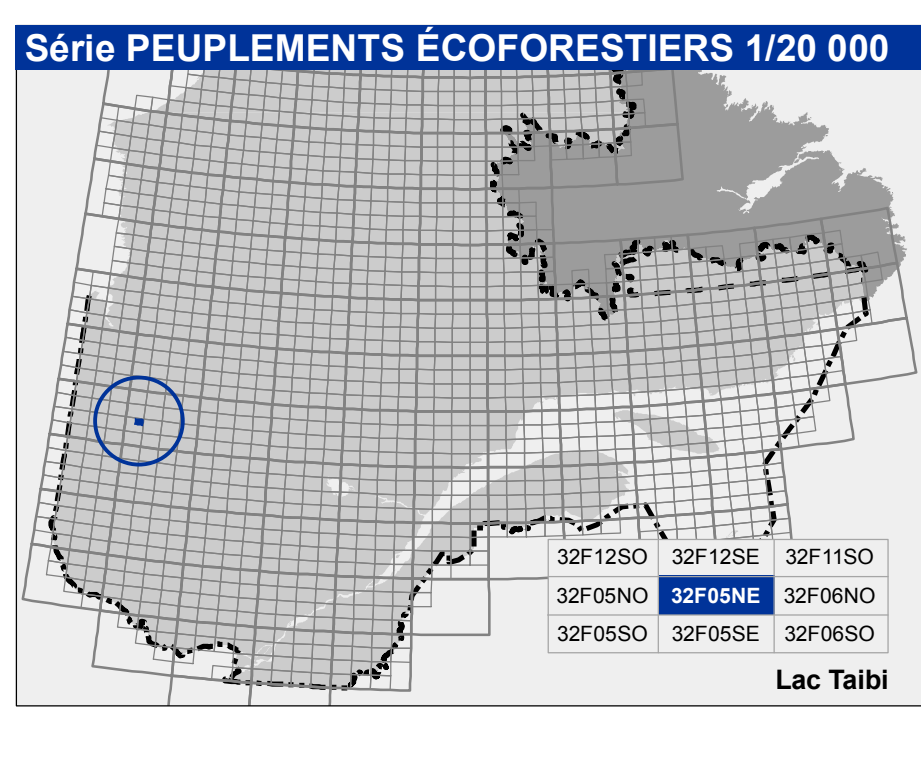 Série PEUPLEMENTS ÉCOFORESTIERS 1/20 000
32F12SO 32F12SE 32F11SO
32F05NO 32F05NE 32F06NO
32F05SO 32F05SE 32F06SO
Lac Taibi